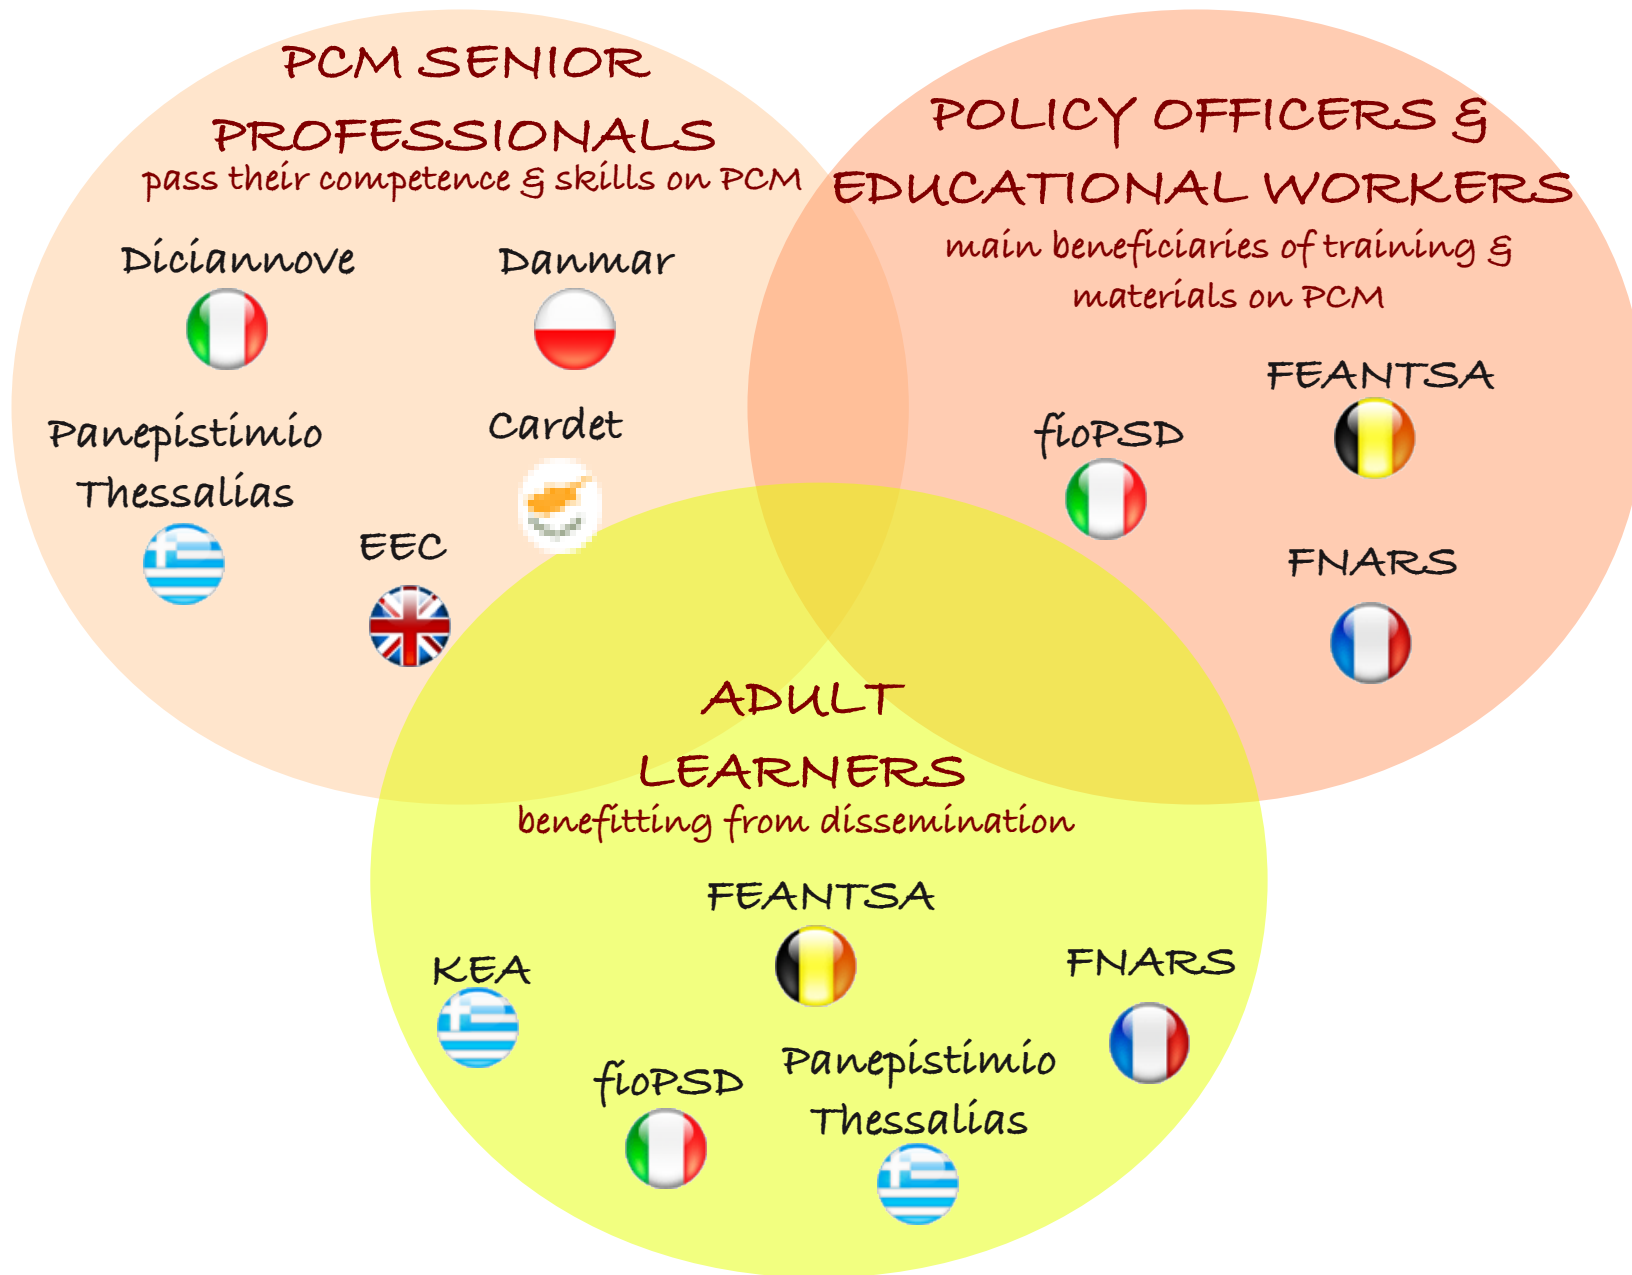 PCM SENIOR
PROFESSIONALS
pass their competence & skills on PCM
Diciannove
Danmar
Panepistimio
Thessalias
Cardet
EEC
POLICY OFFICERS &
EDUCATIONAL WORKERS
main beneficiaries of training &
materials on PCM
FEANTSA
fioPSD
FNARS
ADULT
LEARNERS
benefitting from dissemination
FEANTSA
KEA
FNARS
fioPSD
Panepistimio
Thessalias